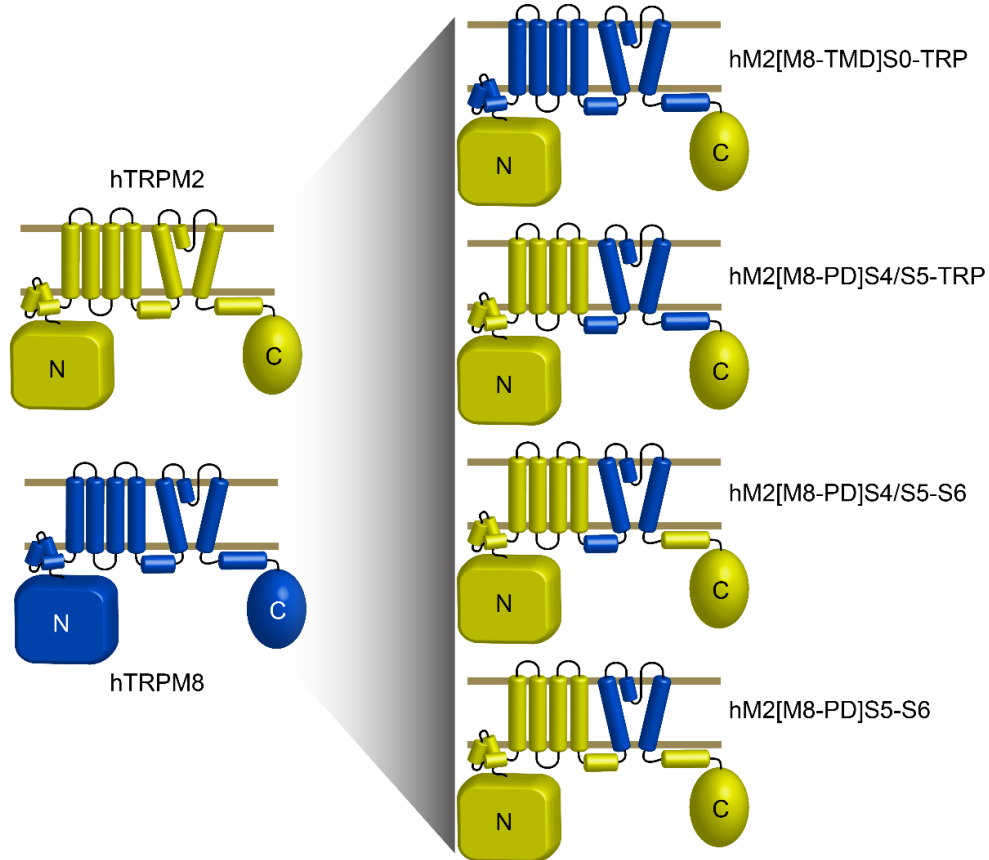 hTRPM2
N
C
N
C
hTRPM8
N
C
hM2[M8-TMD]S0-TRP
N
C
hM2[M8-PD]S4/S5-TRP
N
C
hM2[M8-PD]S4/S5-S6
N
C
hM2[M8-PD]S5-S6
N
C